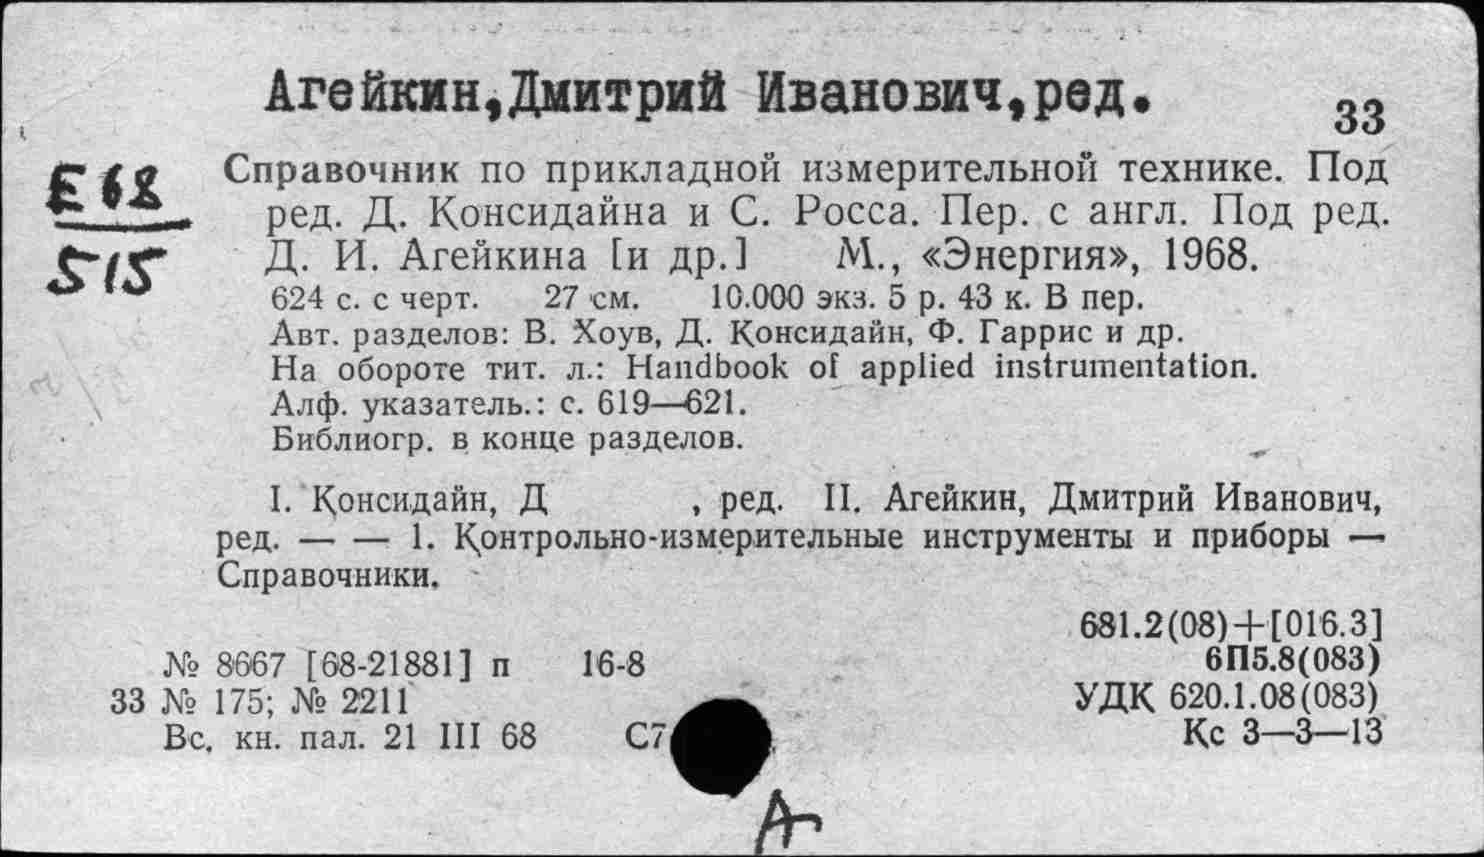 Агейкин,Дмитрий Иванович,ред.
33
Е68
515
Справочник по прикладной измерительной технике. Под
ред. Д. Консидайна и С. Росса. Пер. с англ. Под ред.
Д. И. Агейкина [и др.] М., «Энергия», 1968.
624 с. с черт. 27 см. 10.000 экз. 5 р. 43 к. В пер.
Авт. разделов: В. Хоув, Д. Консидайн, Ф. Гаррис и др.
На обороте тит. л.: Handbook of applied instrumentation.
Алф. указатель.: с. 619—621.
Библиогр. в конце разделов.
I. Консидайн, Д , ред. II. Агейкин, Дмитрий Иванович,
ред. — — 1. Контрольно-измерительные инструменты и приборы —
Справочники.
681.2(08)+[016.3]
№ 8667 [68-21881] п 16-8 6П5.8(083)
33 № 175; № 2211 УДК 620.1.08(083)
Вс. кн. пал. 21 III 68 С7 Кс 3—3—13
А